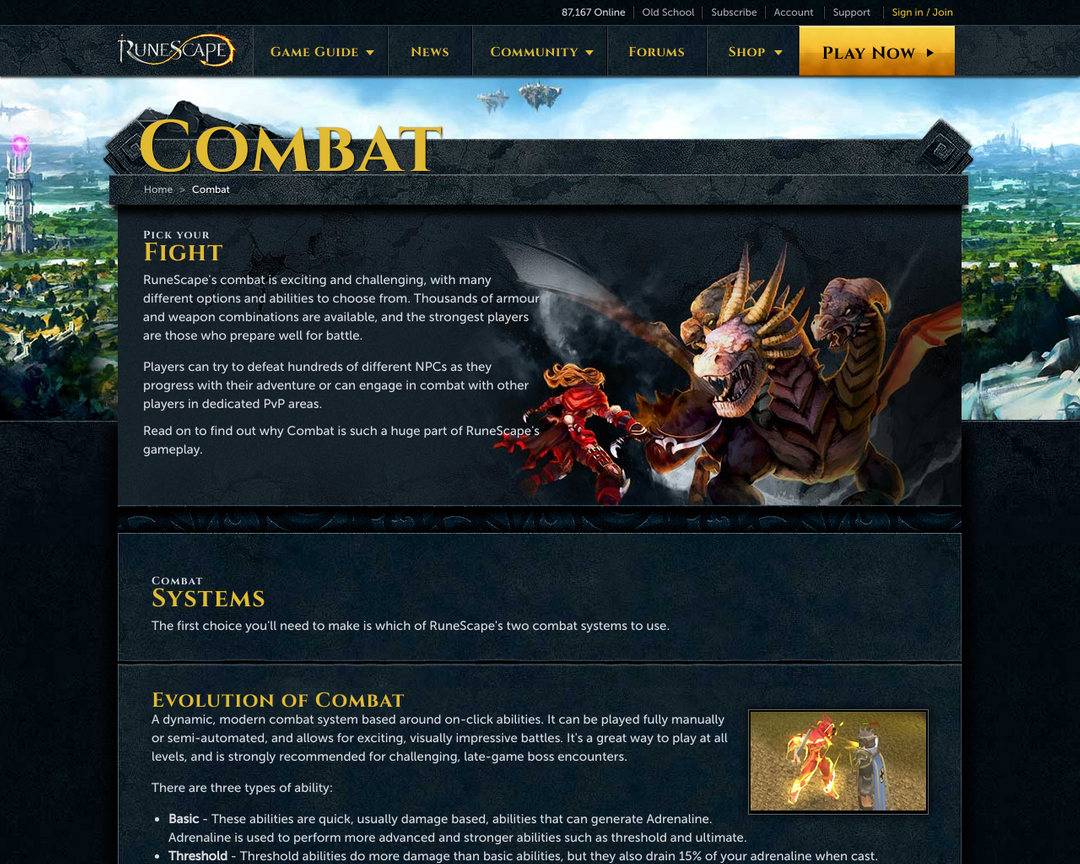 87,167 Online Old School Subscribe Account Support Sign in / Join
RuneScape Game Guide News Community Forums Shop Play Now
Combat
Home > Combat
Pick your
Fight
RuneScape's combat is exciting and challenging, with many
different options and abilities to choose from. Thousands of armour
and weapon combinations are available, and the strongest players
are those who prepare well for battle.
Players can try to defeat hundreds of different NPCs as they
progress with their adventure or can engage in combat with other
players in dedicated PvP areas.
Read on to find out why Combat is such a huge part of RuneScape's
gameplay.
Combat
Systems
The first choice you'll need to make is which of RuneScape's two combat systems to use.
Evolution of Combat
A dynamic, modern combat system based around on-click abilities. It can be played fully manually
or semi-automated, and allows for exciting, visually impressive battles. It's a great way to play at all
levels, and is strongly recommended for challenging, late-game boss encounters.
There are three types of ability:
• Basic - These abilities are quick, usually damage based, abilities that can generate Adrenaline.
Adrenaline is used to perform more advanced and stronger abilities such as threshold and ultimate.
• Threshold - Threshold abilities do more damage than basic abilities, but they also drain 15% of your adrenaline when cast.